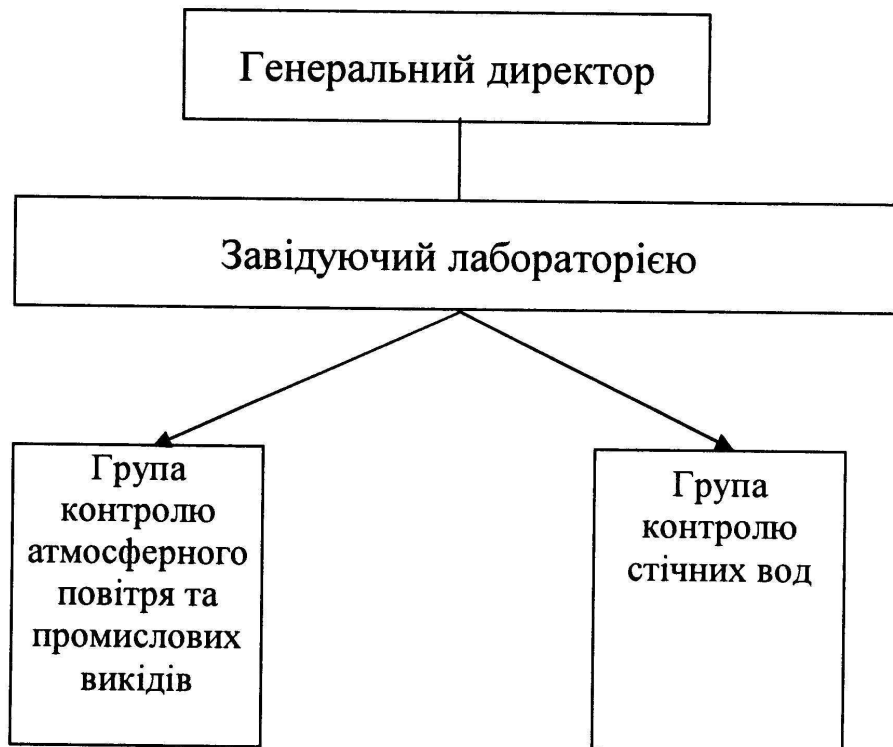 Генеральний директор
Завідуючий лабораторією
Група
контролю
атмосферного
повітря та
промислових
викідів
Група
контролю
стічних вод